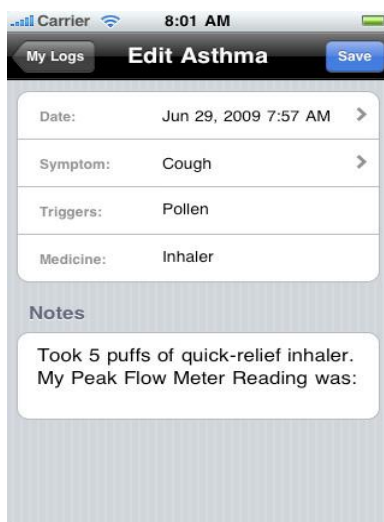 Carrier 8:01 AM
My Logs Edit Asthma Save
Date: Jun 29, 2009 7:57 AM
Symptom: Cough
Triggers: Pollen
Medicine: Inhaler
Notes
Took 5 puffs of quick-relief inhaler.
My Peak Flow Meter Reading was: